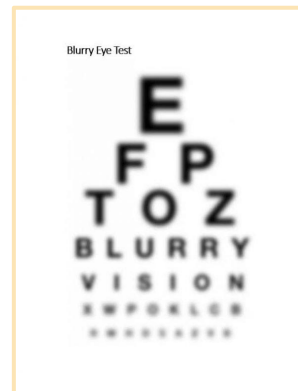 Blurry Eye Test
E
F P
T O Z
B L U R R Y
V I S I O N
X W P O K L C B